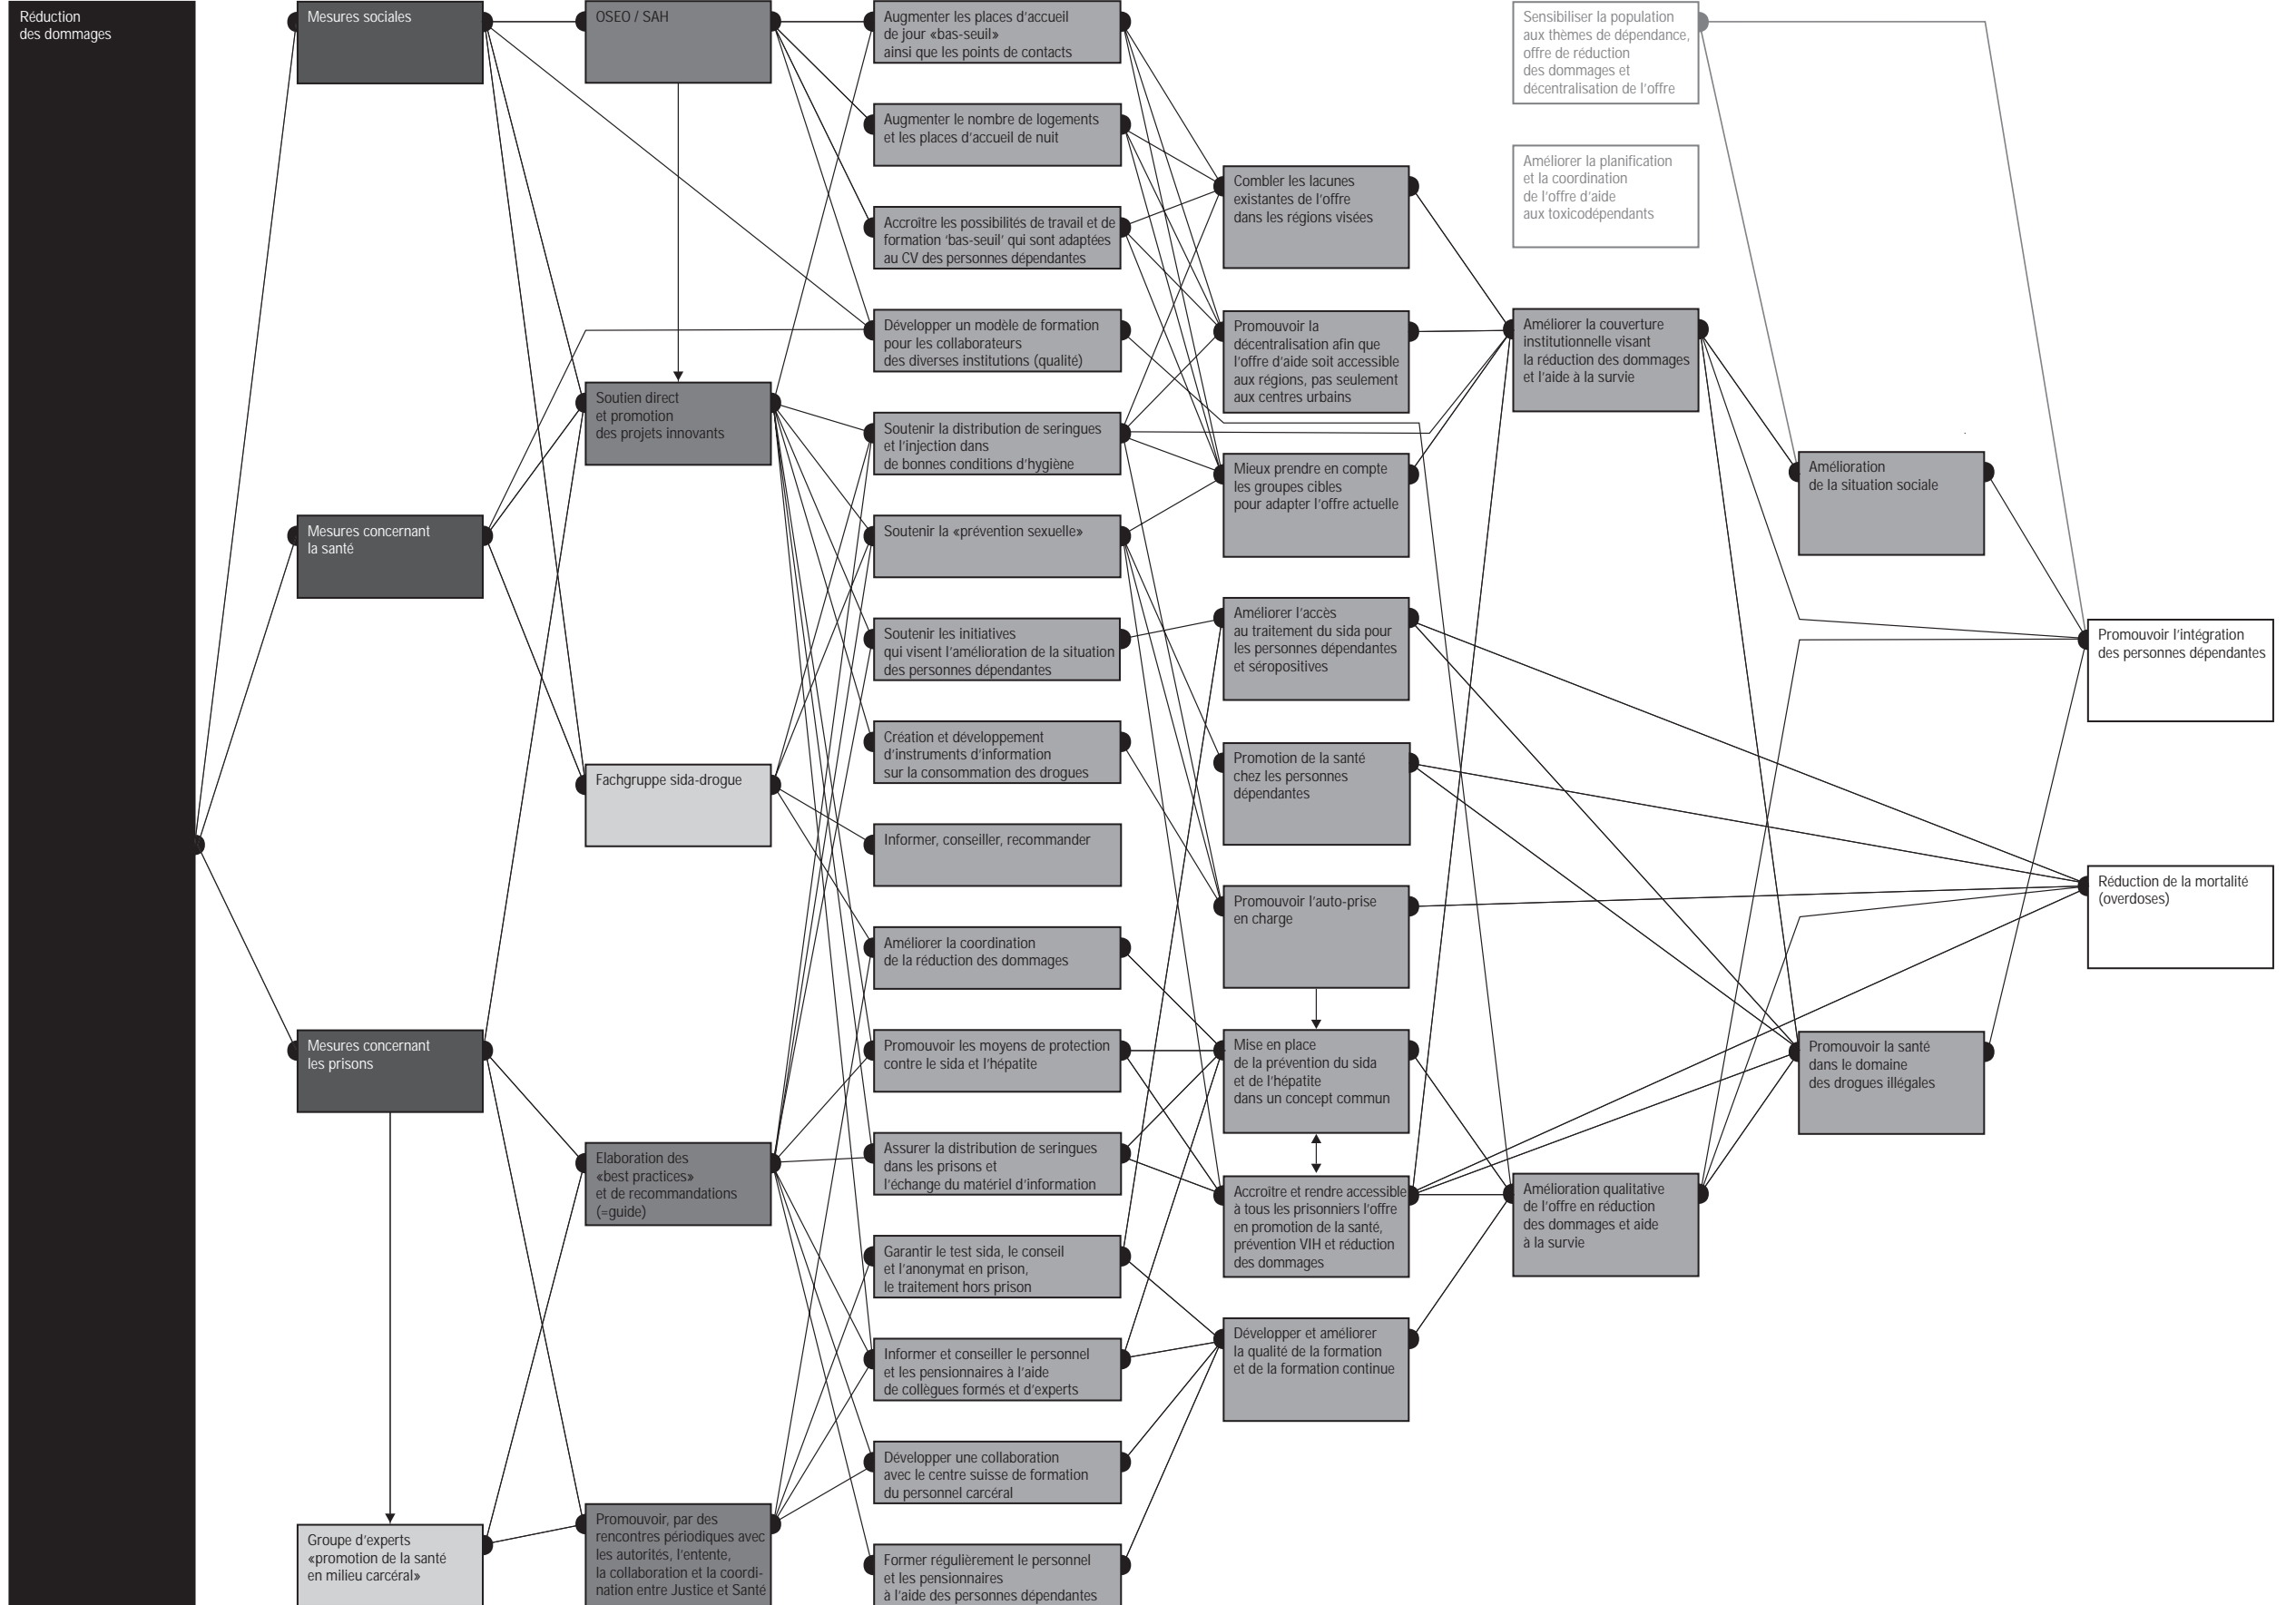 Réduction
des dommages
Mesures sociales
Mesures concernant
la santé
Mesures concernant
les prisons
Groupe d'experts
«promotion de la santé
en milieu carcéral»
OSEO / SAH
Soutien direct
et promotion
des projets innovants
Fachgruppe sida-drogue
Elaboration des
«best practices»
et de recommandations
(=guide)
Promouvoir, par des
rencontres périodiques avec
les autorités, l'entente,
la collaboration et la coordi-
nation entre Justice et Santé
Augmenter les places d'accueil
de jour «bas-seuil»
ainsi que les points de contacts
Augmenter le nombre de logements
et les places d'accueil de nuit
Accroître les possibilités de travail et de
formation 'bas-seuil' qui sont adaptées
au CV des personnes dépendantes
Développer un modèle de formation
pour les collaborateurs
des diverses institutions (qualité)
Soutenir la distribution de seringues
et l'injection dans
de bonnes conditions d'hygiène
Soutenir la «prévention sexuelle»
Soutenir les initiatives
qui visent l'amélioration de la situation
des personnes dépendantes
Création et développement
d'instruments d'information
sur la consommation des drogues
Informer, conseiller, recommander
Améliorer la coordination
de la réduction des dommages
Promouvoir les moyens de protection
contre le sida et l'hépatite
Assurer la distribution de seringues
dans les prisons et
l'échange du matériel d'information
Garantir le test sida, le conseil
et l'anonymat en prison,
le traitement hors prison
Informer et conseiller le personnel
et les pensionnaires à l'aide
de collègues formés et d'experts
Développer une collaboration
avec le centre suisse de formation
du personnel carcéral
Former régulièrement le personnel
et les pensionnaires
à l'aide des personnes dépendantes
Combler les lacunes
existantes de l'offre
dans les régions visées
Promouvoir la
décentralisation afin que
l'offre d'aide soit accessible
aux régions, pas seulement
aux centres urbains
Mieux prendre en compte
les groupes cibles
pour adapter l'offre actuelle
Améliorer l'accès
au traitement du sida pour
les personnes dépendantes
et séropositives
Promotion de la santé
chez les personnes
dépendantes
Promouvoir l'auto-prise
en charge
Mise en place
de la prévention du sida
et de l'hépatite
dans un concept commun
Accroître et rendre accessible
à tous les prisonniers l'offre
en promotion de la santé,
prévention VIH et réduction
des dommages
Développer et améliorer
la qualité de la formation
et de la formation continue
Sensibiliser la population
aux thèmes de dépendance,
offre de réduction
des dommages et
décentralisation de l'offre
Améliorer la planification
et la coordination
de l'offre d'aide
aux toxicodépendants
Améliorer la couverture
institutionnelle visant
la réduction des dommages
et l'aide à la survie
Amélioration qualitative
de l'offre en réduction
des dommages et aide
à la survie
Amélioration
de la situation sociale
Promouvoir la santé
dans le domaine
des drogues illégales
Promouvoir l'intégration
des personnes dépendantes
Réduction de la mortalité
(overdoses)